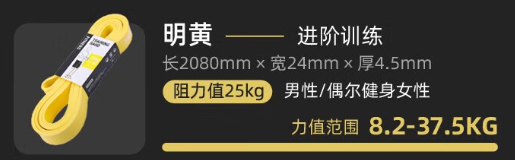 明黄 —— 进阶训练
长2080mm × 宽24mm × 厚4.5mm
阻力值25kg 男性/偶尔健身女性
力值范围 8.2-37.5KG
TRAINING
BAND